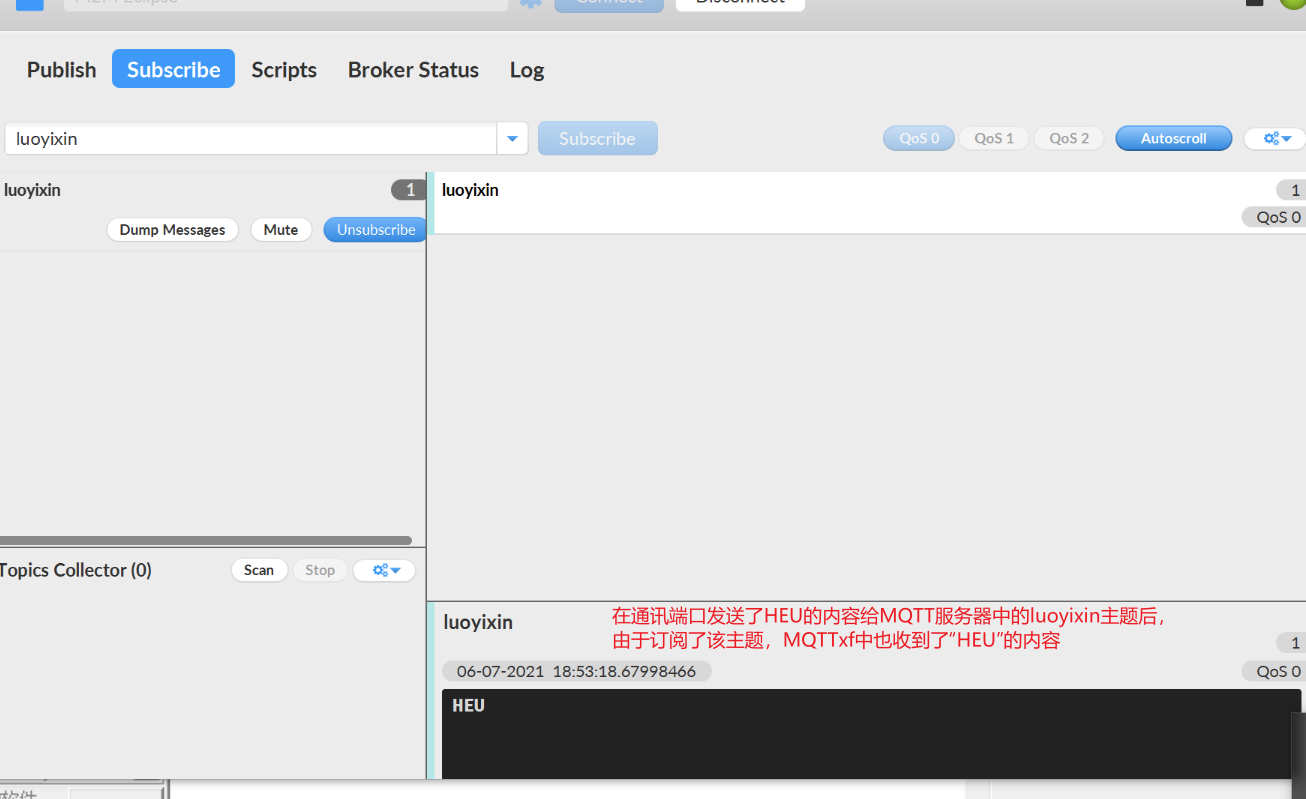 Disconnect
Publish
Subscribe
Scripts
Broker Status
Log
luoyixin
Subscribe
QoS 0
QoS 1
QoS 2
Autoscroll
luoyixin
1
Dump Messages
Mute
Unsubscribe
luoyixin
1
QoS 0
Topics Collector (0)
Scan
Stop
luoyixin
在通讯端口发送了HEU的内容给MQTT服务器中的luoyixin主题后，
由于订阅了该主题，MQTTxf中也收到了“HEU”的内容
1
06-07-2021 18:53:18.67998466
QoS 0
HEU